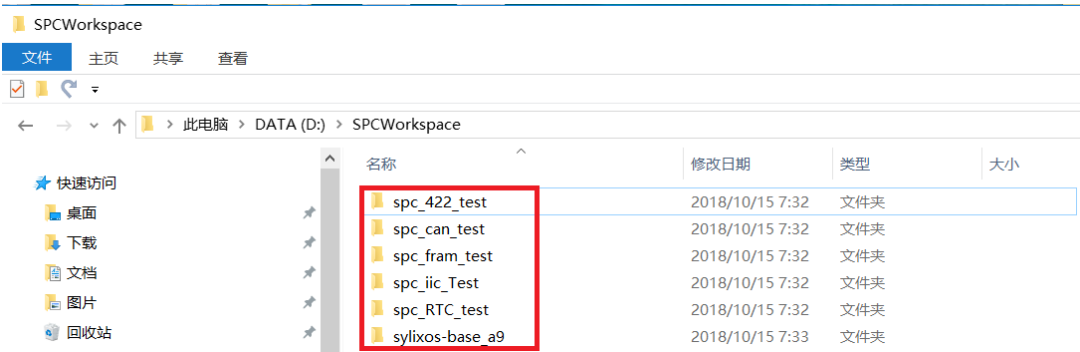 SPCWorkspace
文件 主页 共享 查看
此电脑 > DATA (D:) > SPCWorkspace
名称 修改日期 类型 大小
快速访问
桌面
下载
文档
图片
回收站
spc_422_test 2018/10/15 7:32 文件夹
spc_can_test 2018/10/15 7:32 文件夹
spc_fram_test 2018/10/15 7:32 文件夹
spc_iic_Test 2018/10/15 7:32 文件夹
spc_RTC_test 2018/10/15 7:32 文件夹
sylixos-base_a9 2018/10/15 7:33 文件夹